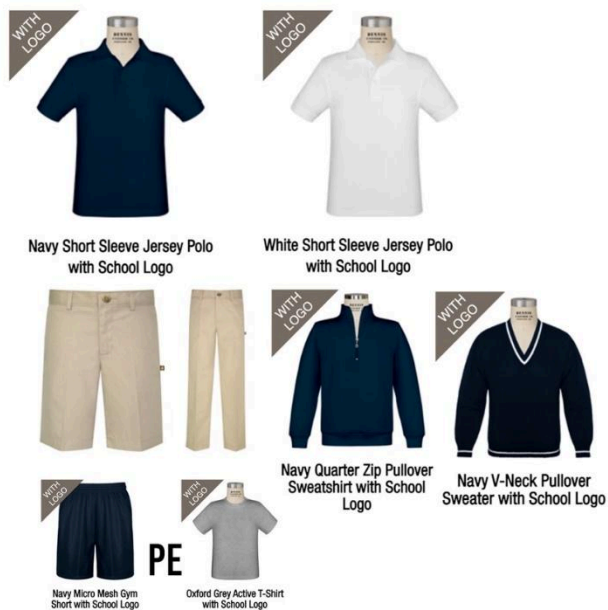 WITH
LOGO
WITH
LOGO
Navy Short Sleeve Jersey Polo
with School Logo
White Short Sleeve Jersey Polo
with School Logo
WITH
LOGO
WITH
LOGO
Navy Quarter Zip Pullover
Sweatshirt with School
Logo
Navy V-Neck Pullover
Sweater with School Logo
WITH
LOGO
PE
WITH
LOGO
Navy Micro Mesh Gym
Short with School Logo
Oxford Grey Active T-Shirt
with School Logo